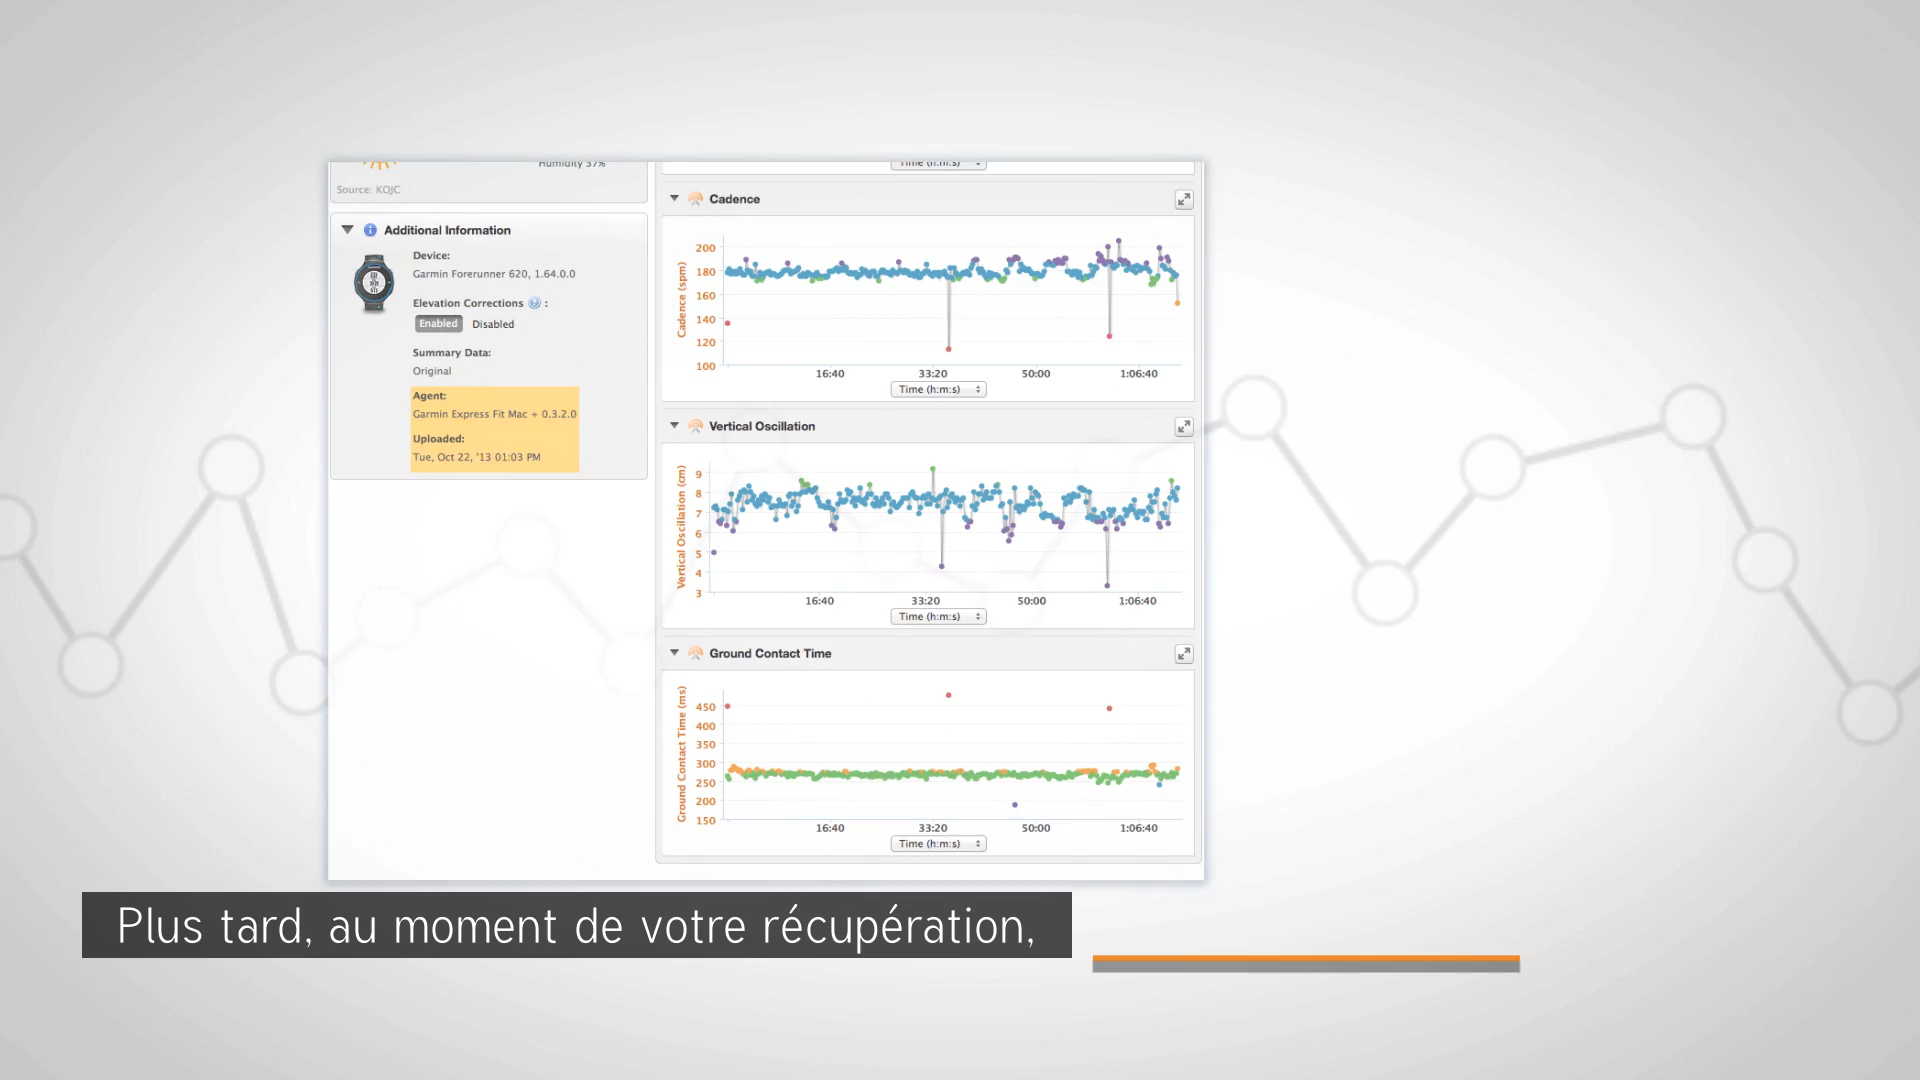 Humidity 37%
Source: KOJC
Additional Information
Device:
Garmin Forerunner 620, 1.64.0.0
Elevation Corrections :
Enabled Disabled
Summary Data:
Original
Agent:
Garmin Express Fit Mac + 0.3.2.0
Uploaded:
Tue, Oct 22, '13 01:03 PM
Time (h:m:s)
Cadence
Cadence (spm)
200
180
160
140
120
100
16:40 33:20 50:00 1:06:40
Time (h:m:s)
Vertical Oscillation
Vertical Oscillation (cm)
9
8
7
6
5
4
3
16:40 33:20 50:00 1:06:40
Time (h:m:s)
Ground Contact Time
Ground Contact Time (ms)
450
400
350
300
250
200
150
16:40 33:20 50:00 1:06:40
Time (h:m:s)
Plus tard, au moment de votre récupération,